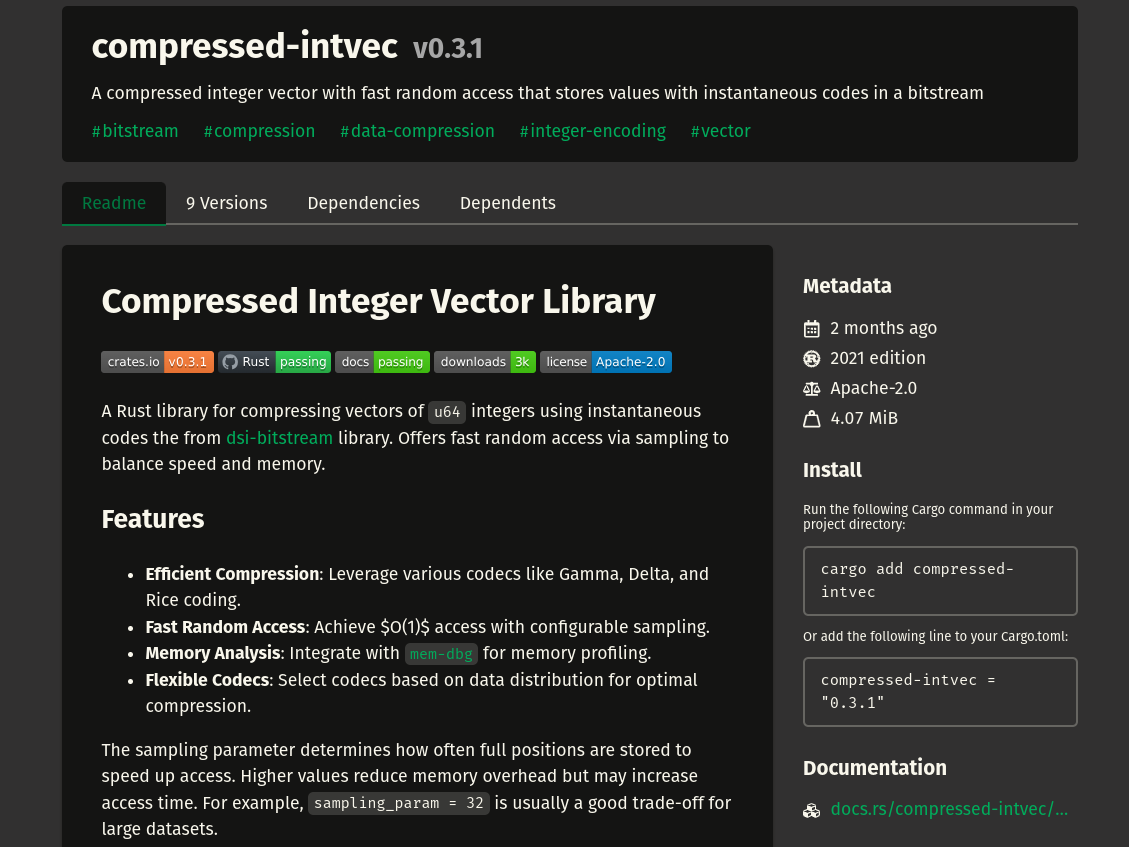 compressed-intvec v0.3.1
A compressed integer vector with fast random access that stores values with instantaneous codes in a bitstream
#bitstream #compression #data-compression #integer-encoding #vector
Readme 9 Versions Dependencies Dependents
Compressed Integer Vector Library
crates.io v0.3.1 Rust passing docs passing downloads 3k license Apache-2.0
A Rust library for compressing vectors of u64 integers using instantaneous
codes the from dsi-bitstream library. Offers fast random access via sampling to
balance speed and memory.
Features
• Efficient Compression: Leverage various codecs like Gamma, Delta, and
Rice coding.
• Fast Random Access: Achieve $O(1)$ access with configurable sampling.
• Memory Analysis: Integrate with mem-dbg for memory profiling.
• Flexible Codecs: Select codecs based on data distribution for optimal
compression.
The sampling parameter determines how often full positions are stored to
speed up access. Higher values reduce memory overhead but may increase
access time. For example, sampling_param = 32 is usually a good trade-off for
large datasets.
Metadata
2 months ago
2021 edition
Apache-2.0
4.07 MiB
Install
Run the following Cargo command in your
project directory:
cargo add compressed-
intvec
Or add the following line to your Cargo.toml:
compressed-intvec =
"0.3.1"
Documentation
docs.rs/compressed-intvec/...